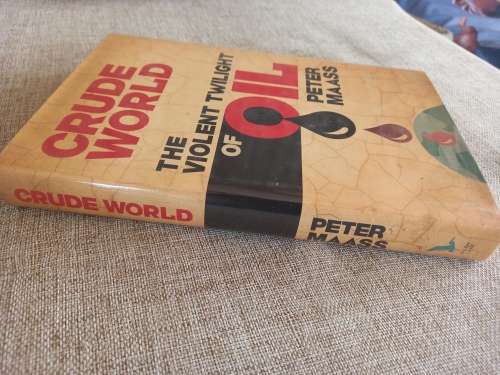 CRUDE
WORLD
THE
VIOLENT TWILIGHT
OF OIL
PETER
MAASS
CRUDE WORLD
PETER
MAASS